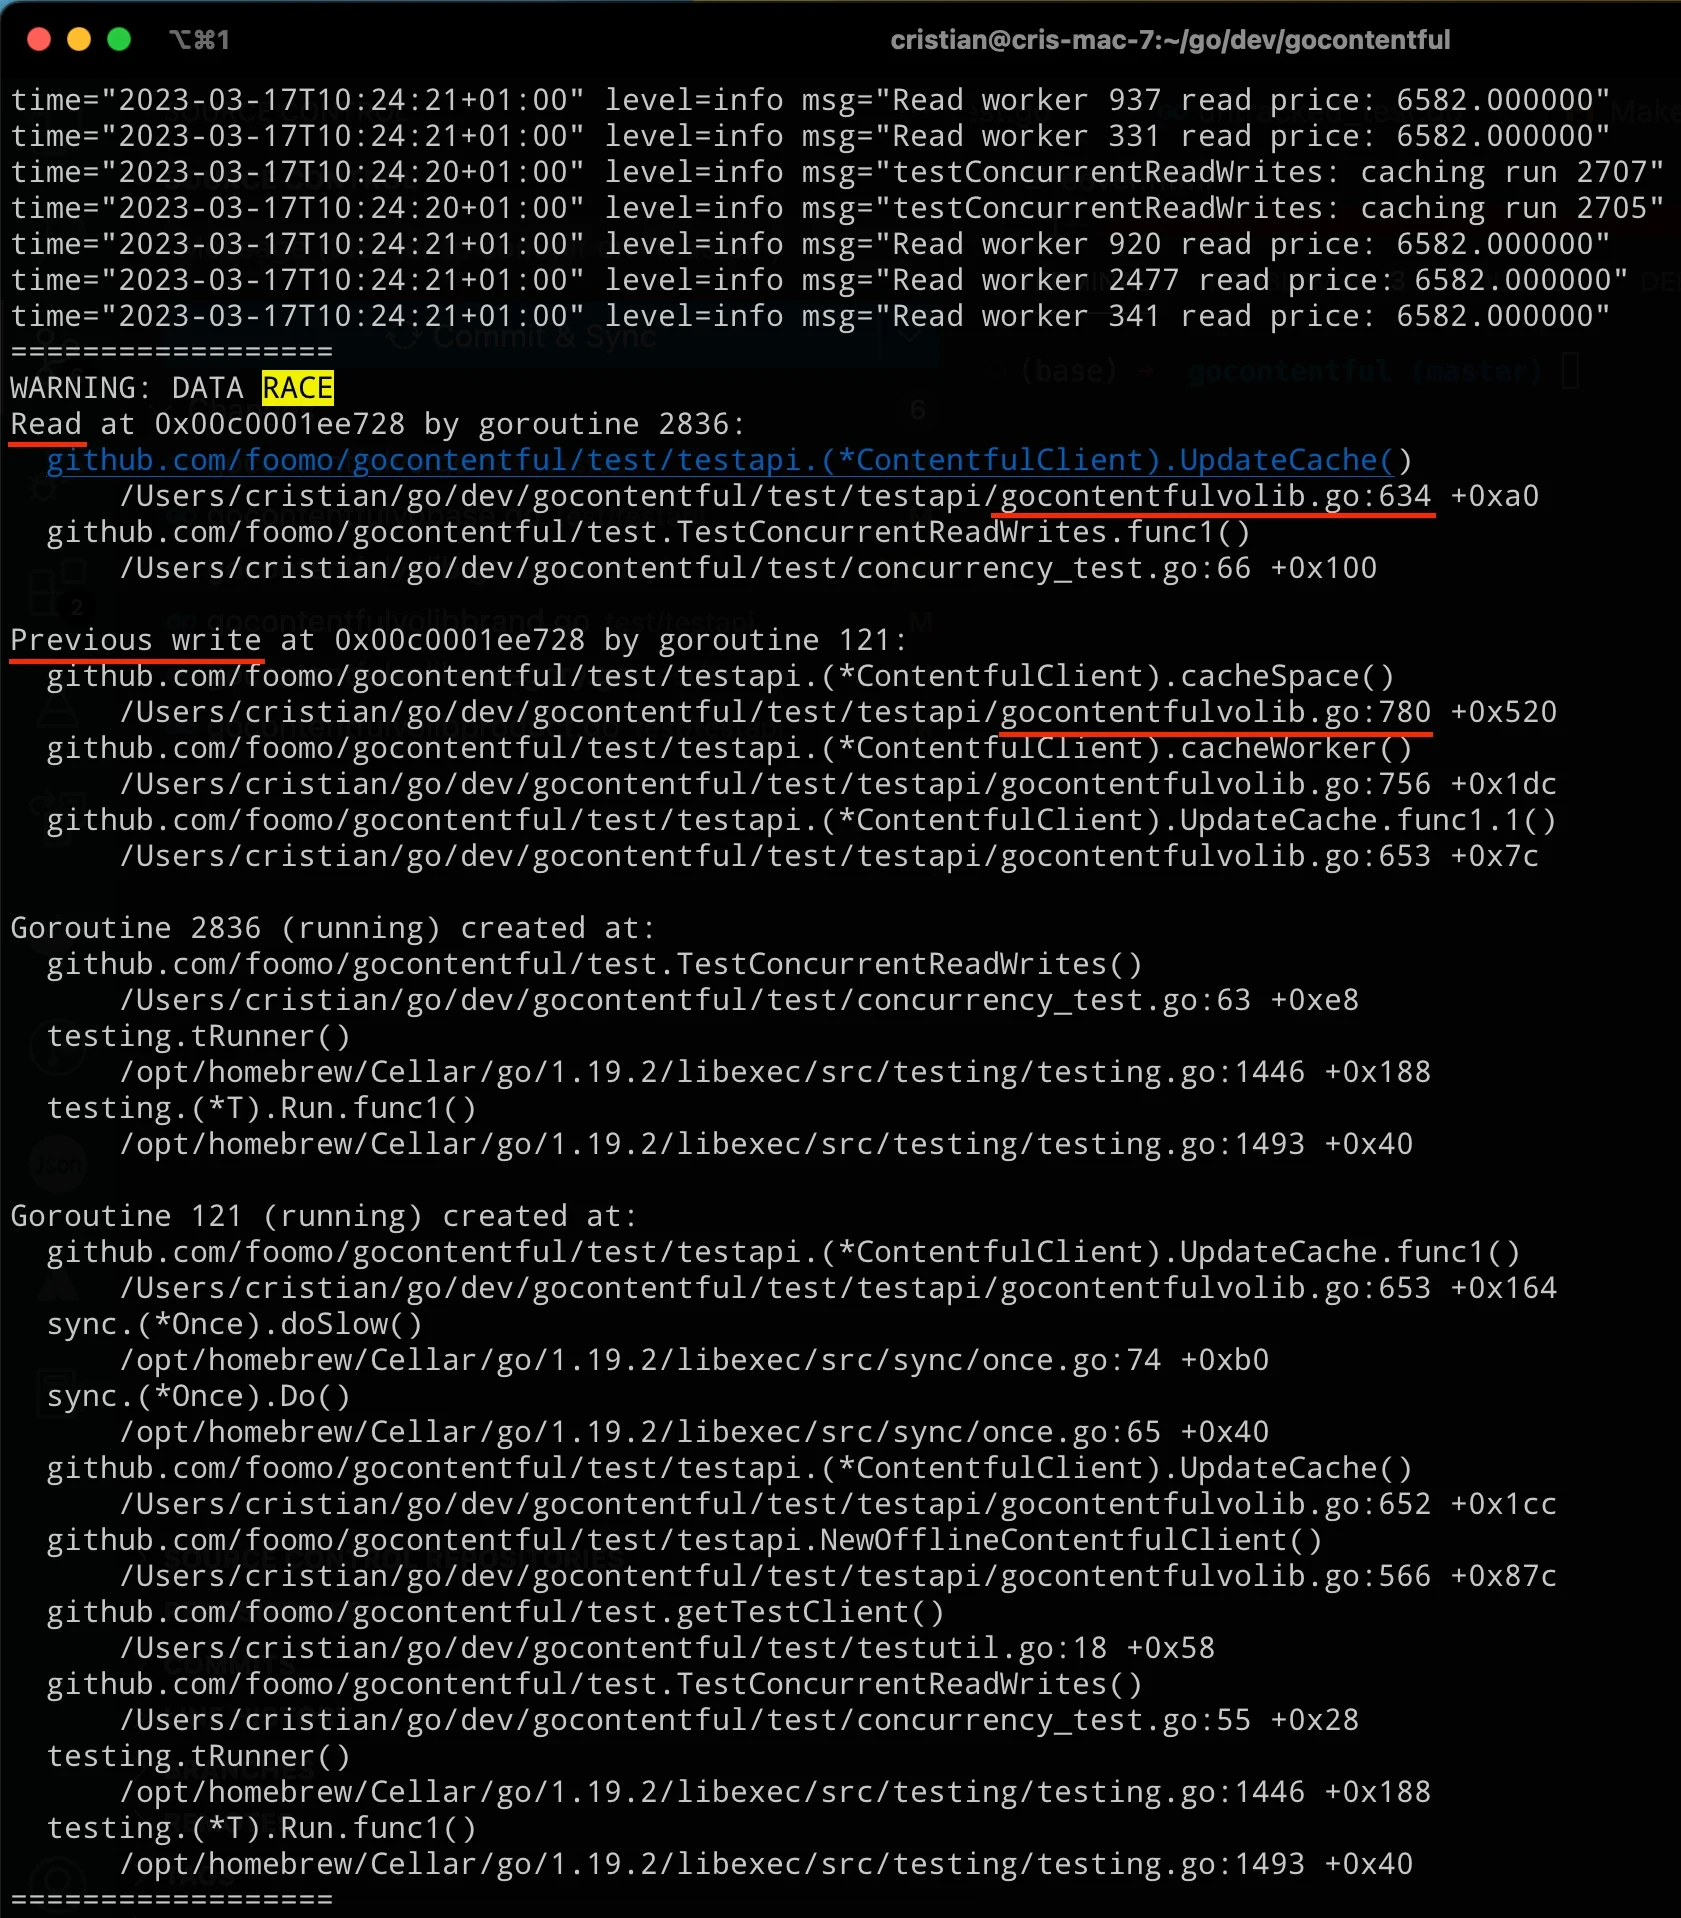 ⌥⌘1
cristian@cris-mac-7:~/go/dev/gocontentful
time="2023-03-17T10:24:21+01:00" level=info msg="Read worker 937 read price: 6582.000000"
time="2023-03-17T10:24:21+01:00" level=info msg="Read worker 331 read price: 6582.000000"
time="2023-03-17T10:24:20+01:00" level=info msg="testConcurrentReadWrites: caching run 2707"
time="2023-03-17T10:24:20+01:00" level=info msg="testConcurrentReadWrites: caching run 2705"
time="2023-03-17T10:24:21+01:00" level=info msg="Read worker 920 read price: 6582.000000"
time="2023-03-17T10:24:21+01:00" level=info msg="Read worker 2477 read price: 6582.000000"
time="2023-03-17T10:24:21+01:00" level=info msg="Read worker 341 read price: 6582.000000"
==================
WARNING: DATA RACE
Read at 0x00c0001ee728 by goroutine 2836:
  github.com/foomo/gocontentful/test/testapi.(*ContentfulClient).UpdateCache()
      /Users/cristian/go/dev/gocontentful/test/testapi/gocontentfulvolib.go:634 +0xa0
  github.com/foomo/gocontentful/test.TestConcurrentReadWrites.func1()
      /Users/cristian/go/dev/gocontentful/test/concurrency_test.go:66 +0x100

Previous write at 0x00c0001ee728 by goroutine 121:
  github.com/foomo/gocontentful/test/testapi.(*ContentfulClient).cacheSpace()
      /Users/cristian/go/dev/gocontentful/test/testapi/gocontentfulvolib.go:780 +0x520
  github.com/foomo/gocontentful/test/testapi.(*ContentfulClient).cacheWorker()
      /Users/cristian/go/dev/gocontentful/test/testapi/gocontentfulvolib.go:756 +0x1dc
  github.com/foomo/gocontentful/test/testapi.(*ContentfulClient).UpdateCache.func1.1()
      /Users/cristian/go/dev/gocontentful/test/testapi/gocontentfulvolib.go:653 +0x7c

Goroutine 2836 (running) created at:
  github.com/foomo/gocontentful/test.TestConcurrentReadWrites()
      /Users/cristian/go/dev/gocontentful/test/concurrency_test.go:63 +0xe8
  testing.tRunner()
      /opt/homebrew/Cellar/go/1.19.2/libexec/src/testing/testing.go:1446 +0x188
  testing.(*T).Run.func1()
      /opt/homebrew/Cellar/go/1.19.2/libexec/src/testing/testing.go:1493 +0x40

Goroutine 121 (running) created at:
  github.com/foomo/gocontentful/test/testapi.(*ContentfulClient).UpdateCache.func1()
      /Users/cristian/go/dev/gocontentful/test/testapi/gocontentfulvolib.go:653 +0x164
  sync.(*Once).doSlow()
      /opt/homebrew/Cellar/go/1.19.2/libexec/src/sync/once.go:74 +0xb0
  sync.(*Once).Do()
      /opt/homebrew/Cellar/go/1.19.2/libexec/src/sync/once.go:65 +0x40
  github.com/foomo/gocontentful/test/testapi.(*ContentfulClient).UpdateCache()
      /Users/cristian/go/dev/gocontentful/test/testapi/gocontentfulvolib.go:652 +0x1cc
  github.com/foomo/gocontentful/test/testapi.NewOfflineContentfulClient()
      /Users/cristian/go/dev/gocontentful/test/testapi/gocontentfulvolib.go:566 +0x87c
  github.com/foomo/gocontentful/test.getTestClient()
      /Users/cristian/go/dev/gocontentful/test/testutil.go:18 +0x58
  github.com/foomo/gocontentful/test.TestConcurrentReadWrites()
      /Users/cristian/go/dev/gocontentful/test/concurrency_test.go:55 +0x28
  testing.tRunner()
      /opt/homebrew/Cellar/go/1.19.2/libexec/src/testing/testing.go:1446 +0x188
  testing.(*T).Run.func1()
      /opt/homebrew/Cellar/go/1.19.2/libexec/src/testing/testing.go:1493 +0x40
==================